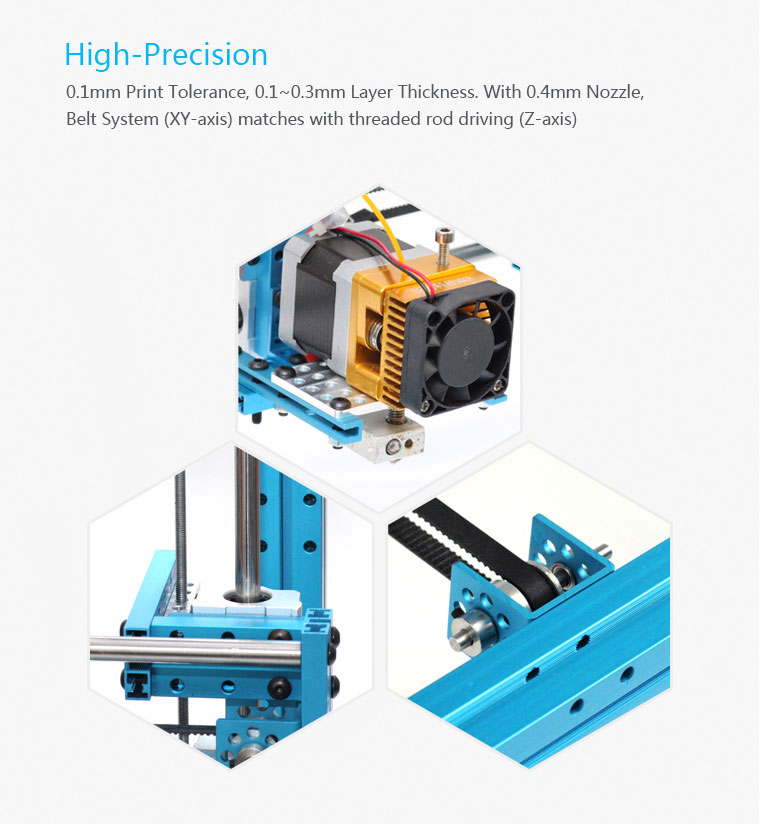 High-Precision
0.1mm Print Tolerance, 0.1~0.3mm Layer Thickness. With 0.4mm Nozzle,
Belt System (XY-axis) matches with threaded rod driving (Z-axis)